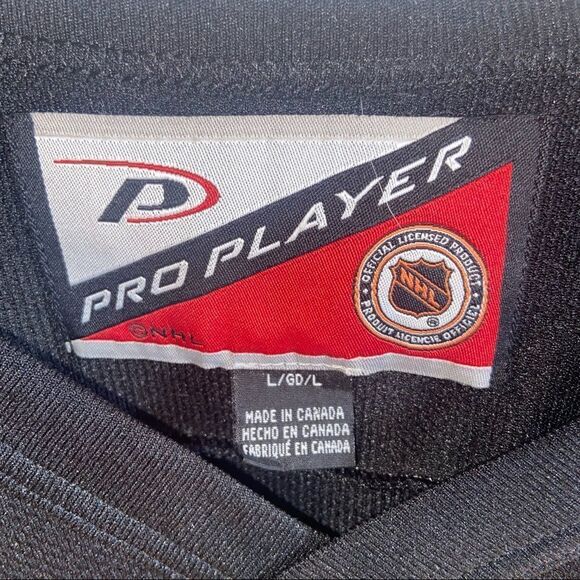 PRO PLAYER
OFFICIAL LICENSED PRODUCT
NHL
®
PRODUIT LICENCIE OFFICIEL
©NHL
L/GD/L
MADE IN CANADA
HECHO EN CANADA
FABRIQUÉ EN CANADA